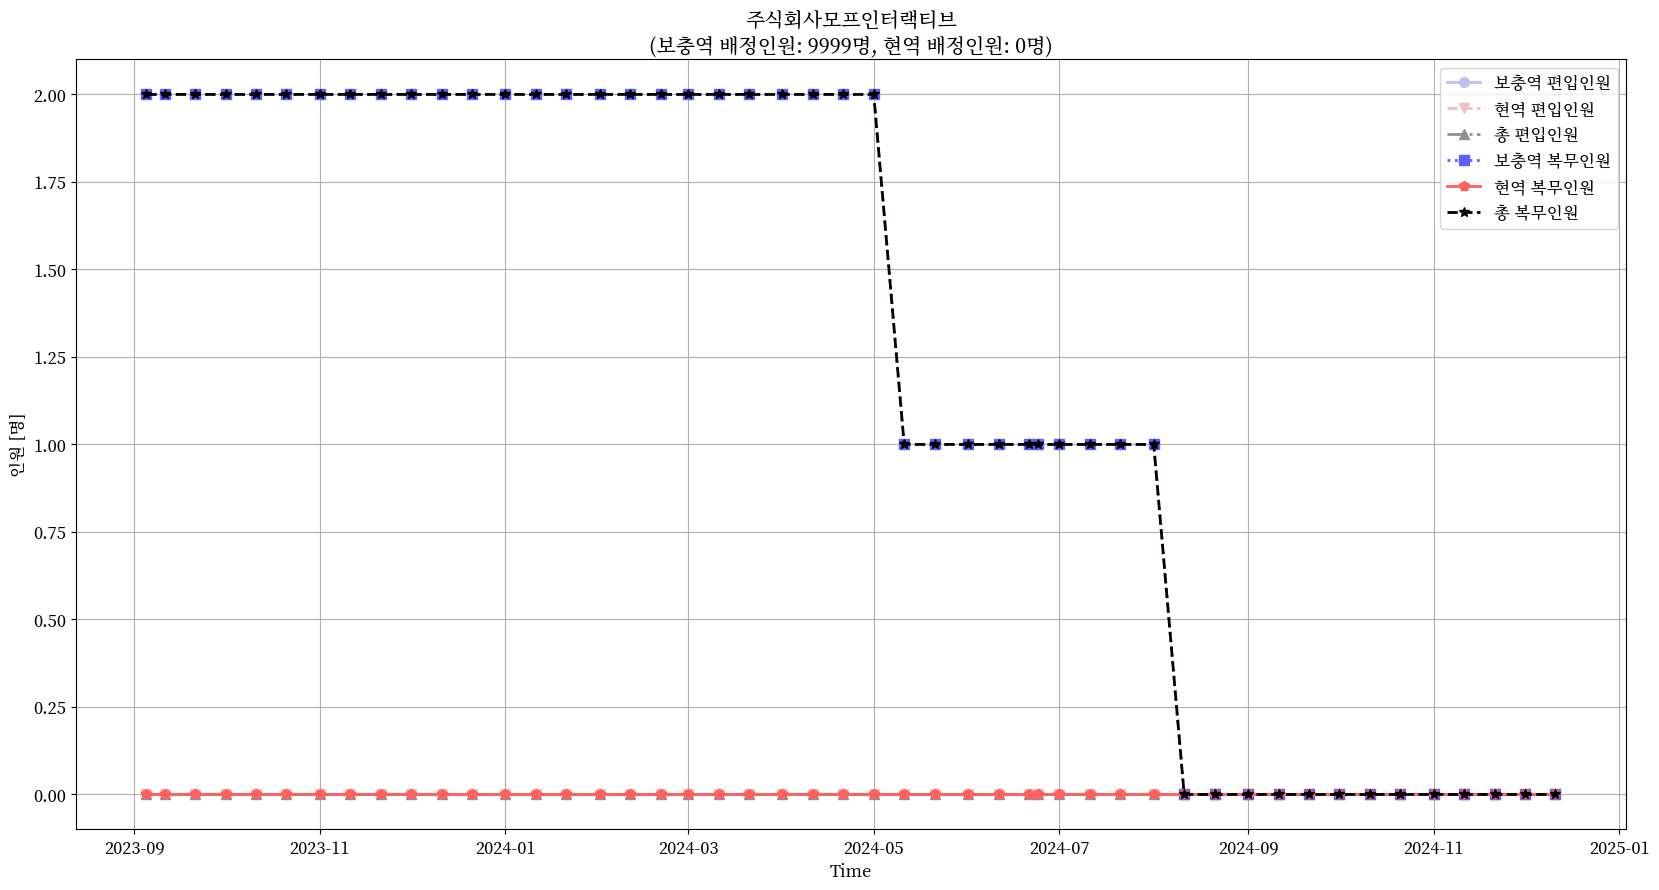 주식회사모프인터랙티브
(보충역 배정인원: 9999명, 현역 배정인원: 0명)
보충역 편입인원
현역 편입인원
총 편입인원
보충역 복무인원
현역 복무인원
총 복무인원
인원 [명]
2.00
1.75
1.50
1.25
1.00
0.75
0.50
0.25
0.00
2023-09
2023-11
2024-01
2024-03
2024-05
2024-07
2024-09
2024-11
2025-01
Time